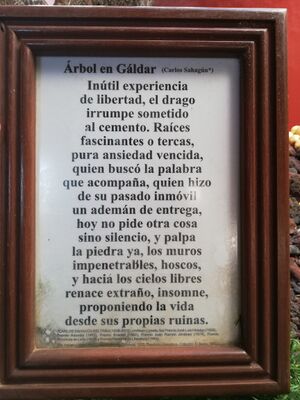 Árbol en Gáldar (Carlos Sahagún*)
Inútil experiencia
de libertad, el drago
irrumpe sometido
al cemento. Raíces
fascinantes o tercas,
pura ansiedad vencida,
quien buscó la palabra
que acompaña, quien hizo
de su pasado inmóvil
un ademán de entrega,
hoy no pide otra cosa
sino silencio, y palpa
la piedra ya, los muros
impenetrables, hoscos,
y haciá los cielos libres
renace extraño, insomne,
proponiendo la vida
desde sus propias ruinas.